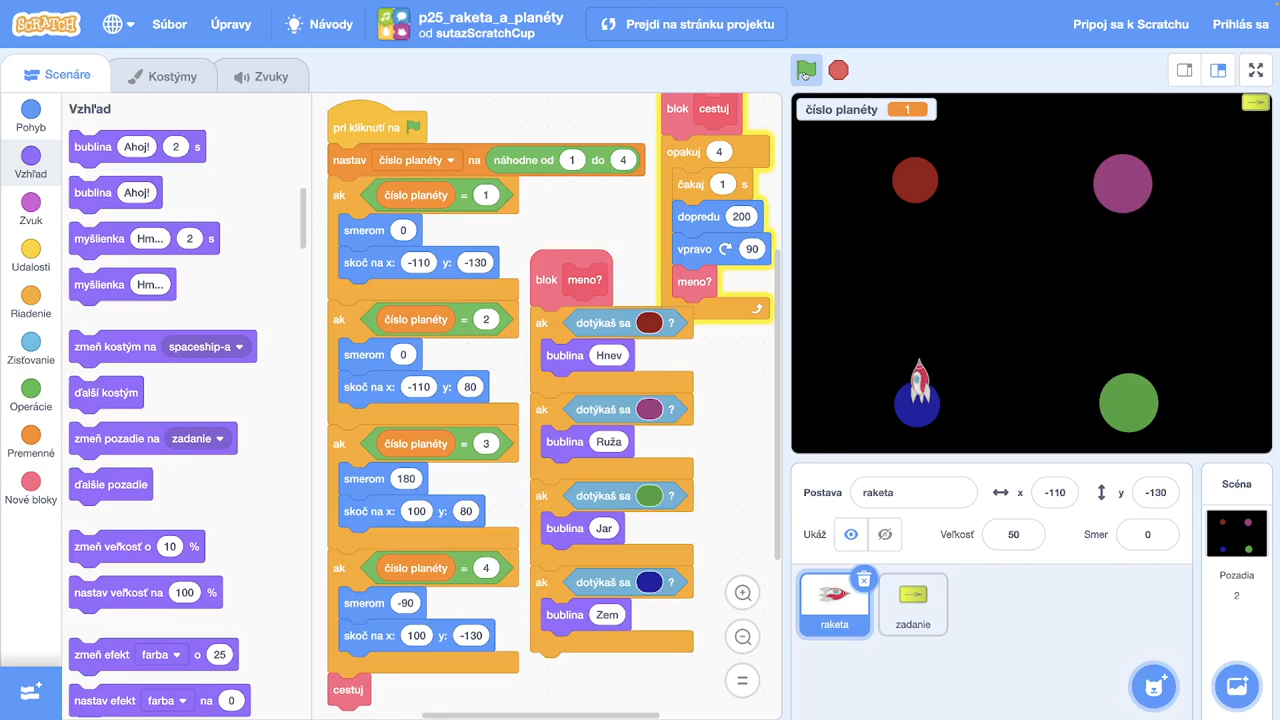 SCRATCH
Súbor
Úpravy
Návody
p25_raketa_a_planéty
od sutazScratchCup
Prejdi na stránku projektu
Pripoj sa k Scratchu
Prihlás sa
Scenáre
Kostýmy
Zvuky
Pohyb
Vzhľad
Zvuk
Udalosti
Riadenie
Zisťovanie
Operácie
Premenné
Nové bloky
Vzhľad
bublina Ahoj! 2 s
bublina Ahoj!
myšlienka Hm... 2 s
myšlienka Hm...
zmeň kostým na spaceship-a
ďalší kostým
zmeň pozadie na zadanie
ďalšie pozadie
zmeň veľkosť o 10 %
nastav veľkosť na 100 %
zmeň efekt farba o 25
nastav efekt farba na 0
pri kliknutí na
nastav číslo planéty na náhodne od 1 do 4
ak číslo planéty = 1
smerom 0
skoč na x: -110 y: -130
ak číslo planéty = 2
smerom 0
skoč na x: -110 y: 80
ak číslo planéty = 3
smerom 180
skoč na x: 100 y: 80
ak číslo planéty = 4
smerom -90
skoč na x: 100 y: -130
cestuj
blok meno?
ak dotýkaš sa ?
bublina Hnev
ak dotýkaš sa ?
bublina Ruža
ak dotýkaš sa ?
bublina Jar
ak dotýkaš sa ?
bublina Zem
blok cestuj
opakuj 4
čakaj 1 s
dopredu 200
vpravo 90
meno?
číslo planéty 1
Postava raketa x -110 y -130
Ukáž Veľkosť 50 Smer 0
raketa
zadanie
Scéna
Pozadia
2